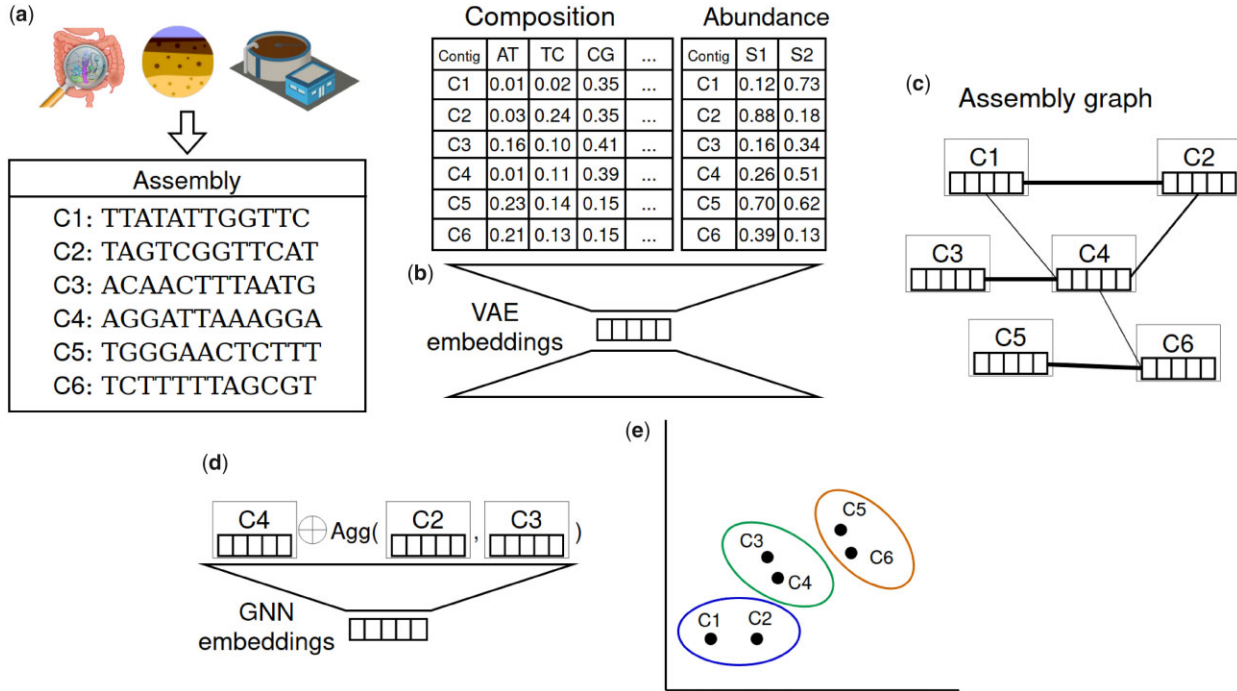 (a)
Assembly
C1: TTATATTGGTTC
C2: TAGTCGGTTCAT
C3: ACAACTTTAATG
C4: AGGATTAAAGGA
C5: TGGGAACTCTTT
C6: TCTTTTTAGCGT
Composition
Contig AT TC CG ...
C1 0.01 0.02 0.35
C2 0.03 0.24 0.35 ...
C3 0.16 0.10 0.41 ...
C4 0.01 0.11 0.39 ...
C5 0.23 0.14 0.15 ...
C6 0.21 0.13 0.15 ...
Abundance
Contig S1 S2
C1 0.12 0.73
C2 0.88 0.18
C3 0.16 0.34
C4 0.26 0.51
C5 0.70 0.62
C6 0.39 0.13
(b)
VAE
embeddings
(c)
Assembly graph
C1 C2
C3 C4
C5 C6
(d)
C4 Agg( C2 , C3 )
GNN
embeddings
(e)
C5
C6
C3
C4
C1 C2